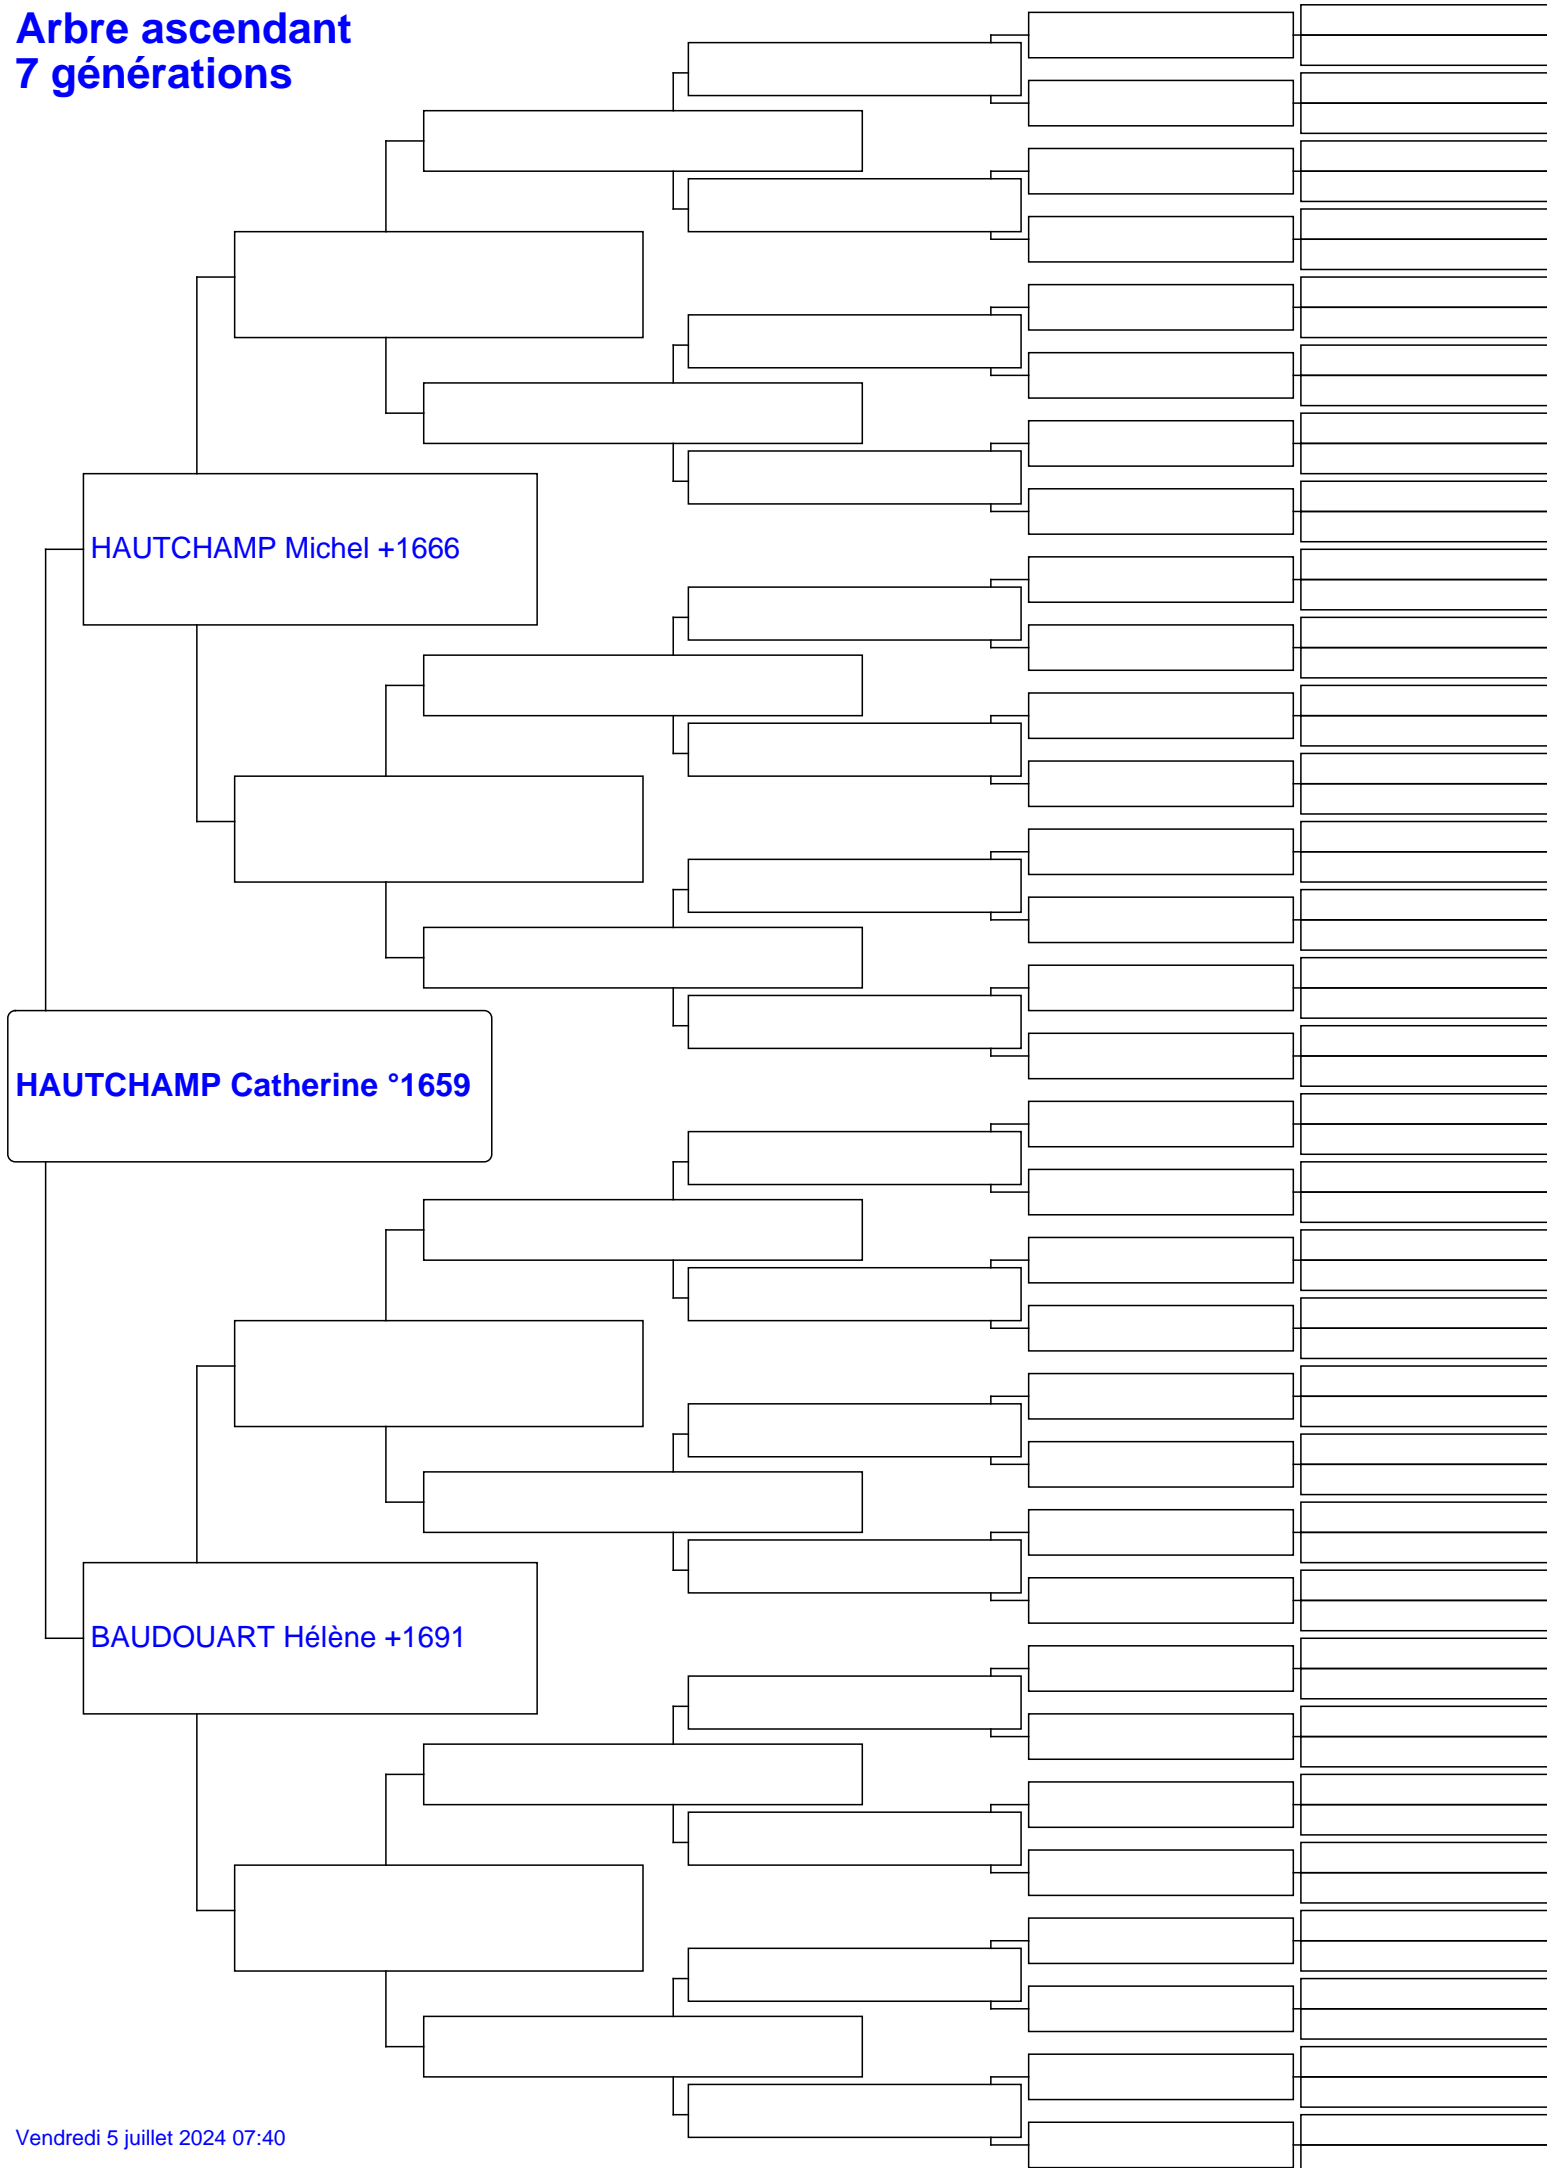 Arbre ascendant
7 générations
HAUTCHAMP Michel +1666
HAUTCHAMP Catherine °1659
BAUDOUART Hélène +1691
Vendredi 5 juillet 2024 07:40